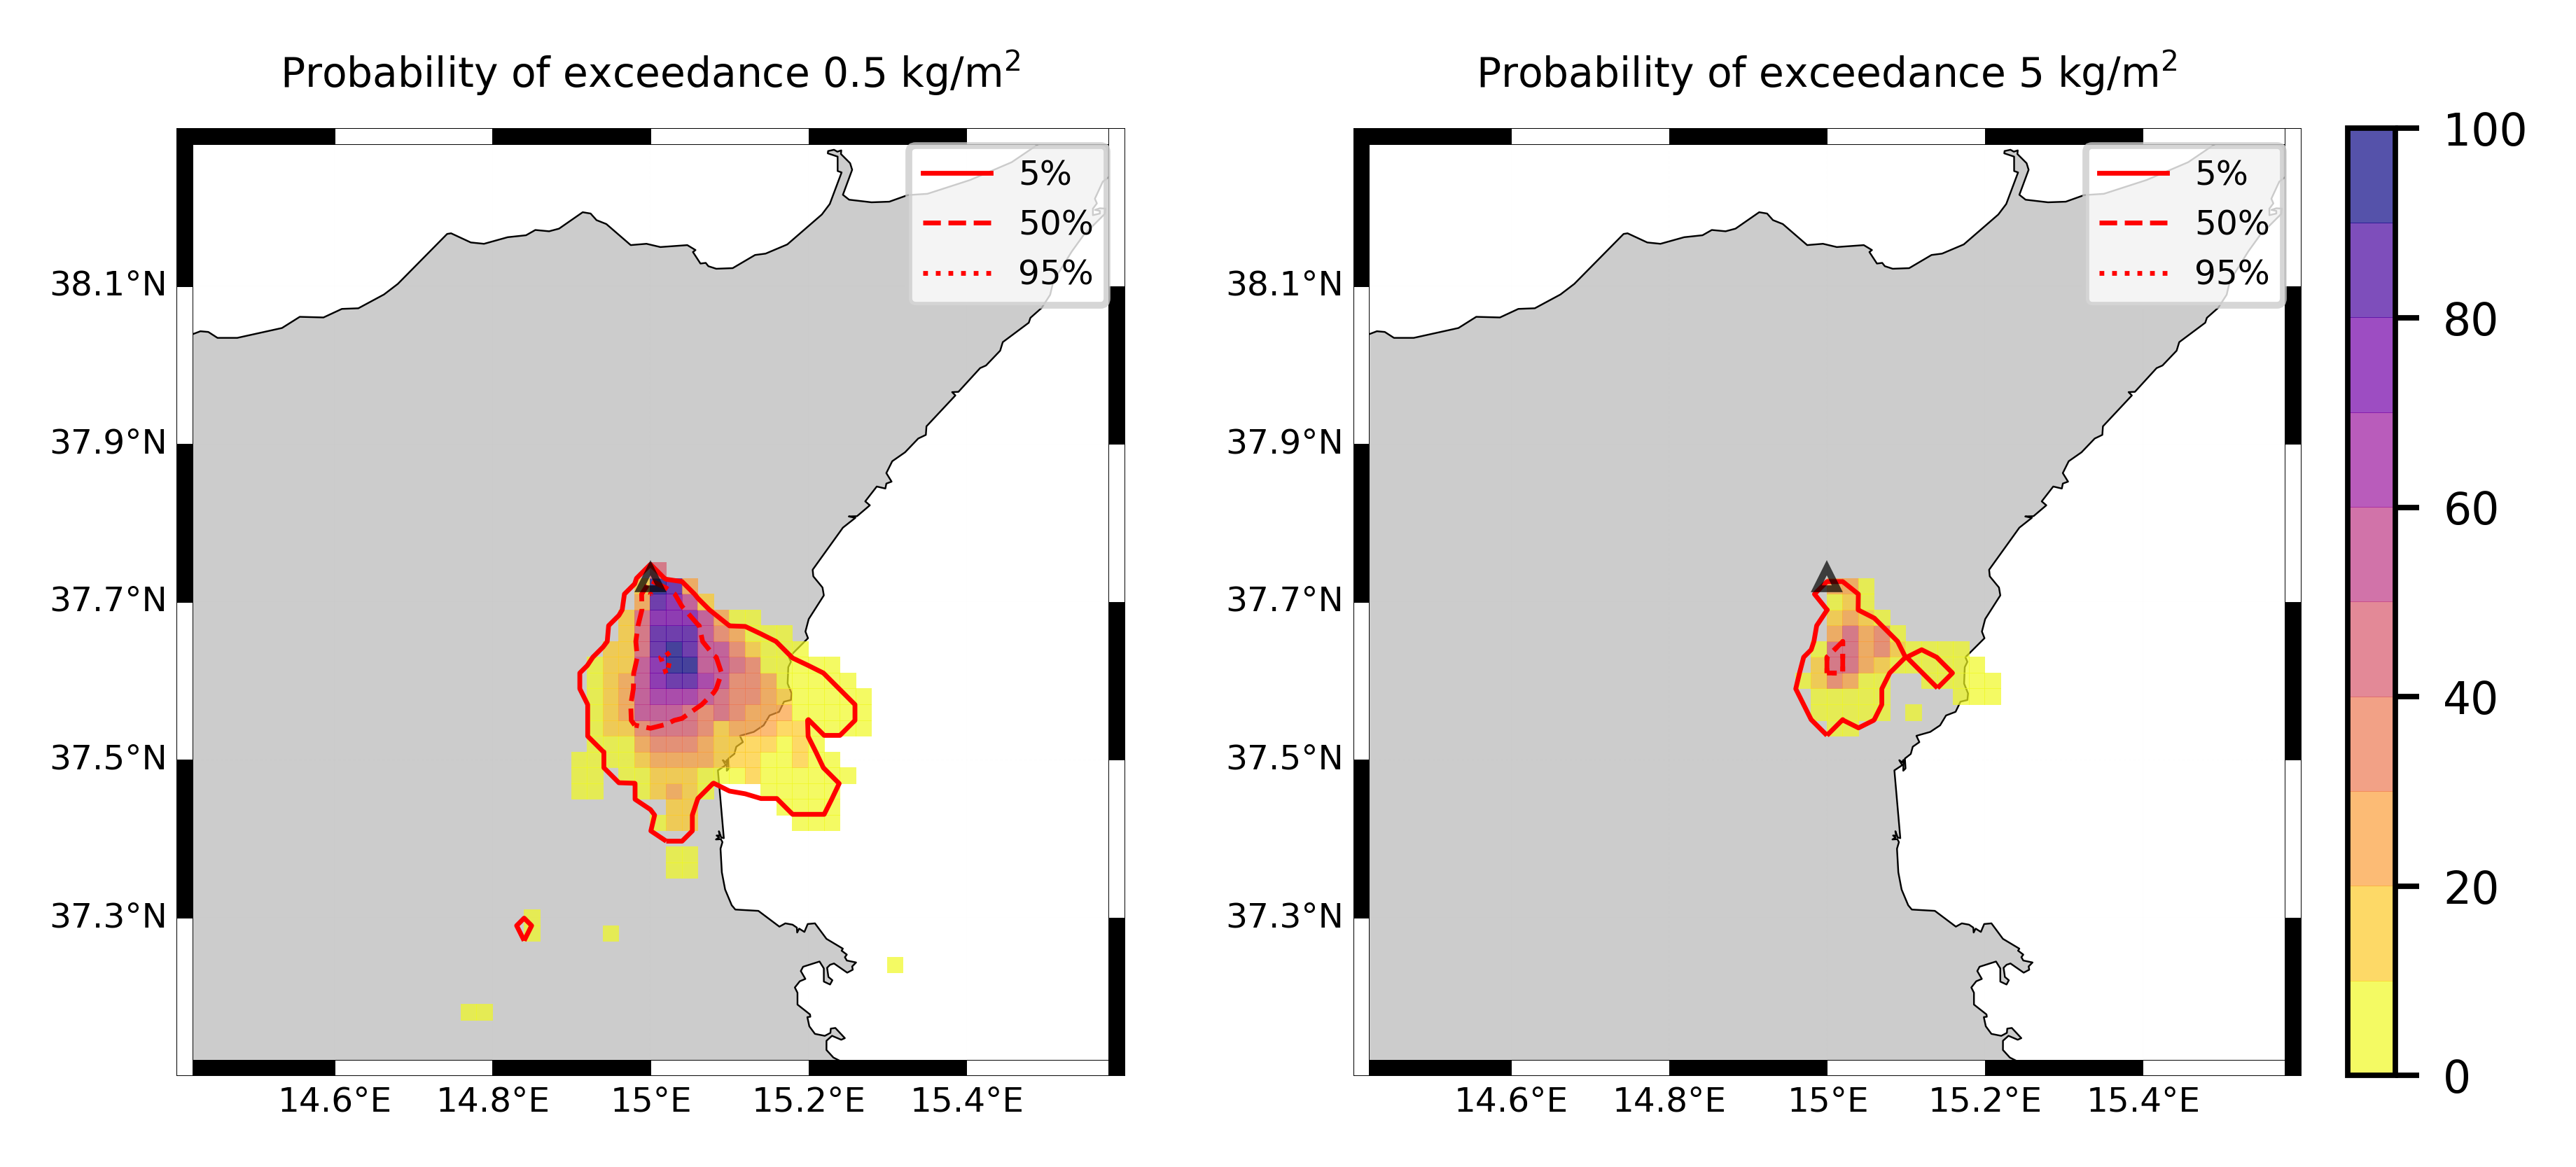 Probability of exceedance 0.5 kg/m²
5%
50%
95%
38.1°N
37.9°N
37.7°N
37.5°N
37.3°N
14.6°E
14.8°E
15°E
15.2°E
15.4°E
Probability of exceedance 5 kg/m²
5%
50%
95%
38.1°N
37.9°N
37.7°N
37.5°N
37.3°N
14.6°E
14.8°E
15°E
15.2°E
15.4°E
100
80
60
40
20
0